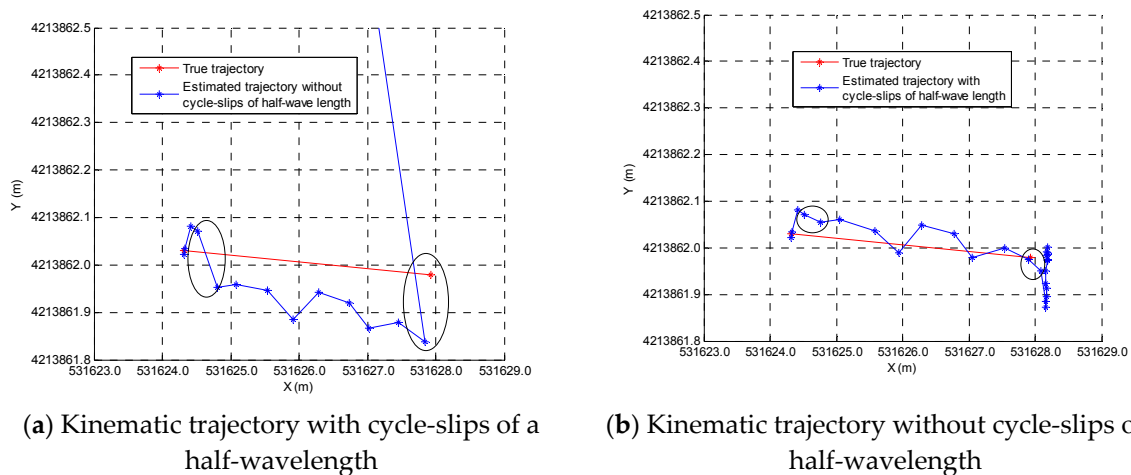 4213862.5
4213862.4
4213862.3
4213862.2
4213862.1
4213862.0
4213861.9
4213861.8
Y (m)
True trajectory
Estimated trajectory without
cycle-slips of half-wave length
531623.0 531624.0 531625.0 531626.0 531627.0 531628.0 531629.0
X (m)
(a) Kinematic trajectory with cycle-slips of a
half-wavelength
4213862.5
4213862.4
4213862.3
4213862.2
4213862.1
4213862.0
4213861.9
4213861.8
Y (m)
True trajectory
Estimated trajectory with
cycle-slips of half-wave length
531623.0 531624.0 531625.0 531626.0 531627.0 531628.0 531629.0
X (m)
(b) Kinematic trajectory without cycle-slips o
half-wavelength